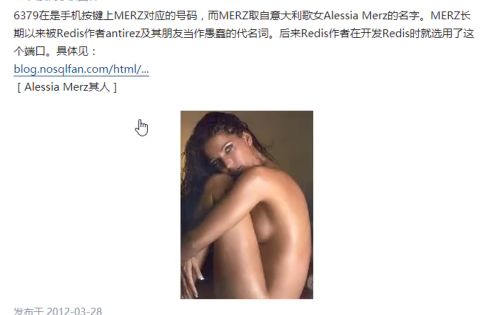 6379在是手机按键上MERZ对应的号码，而MERZ取自意大利歌女Alessia Merz的名字。MERZ长
期以来被Redis作者antirez及其朋友当作愚蠢的代名词。后来Redis作者在开发Redis时就选用了这
个端口。具体见：
blog.nosqlfan.com/html/...
[ Alessia Merz其人 ]
发布于 2012-03-28